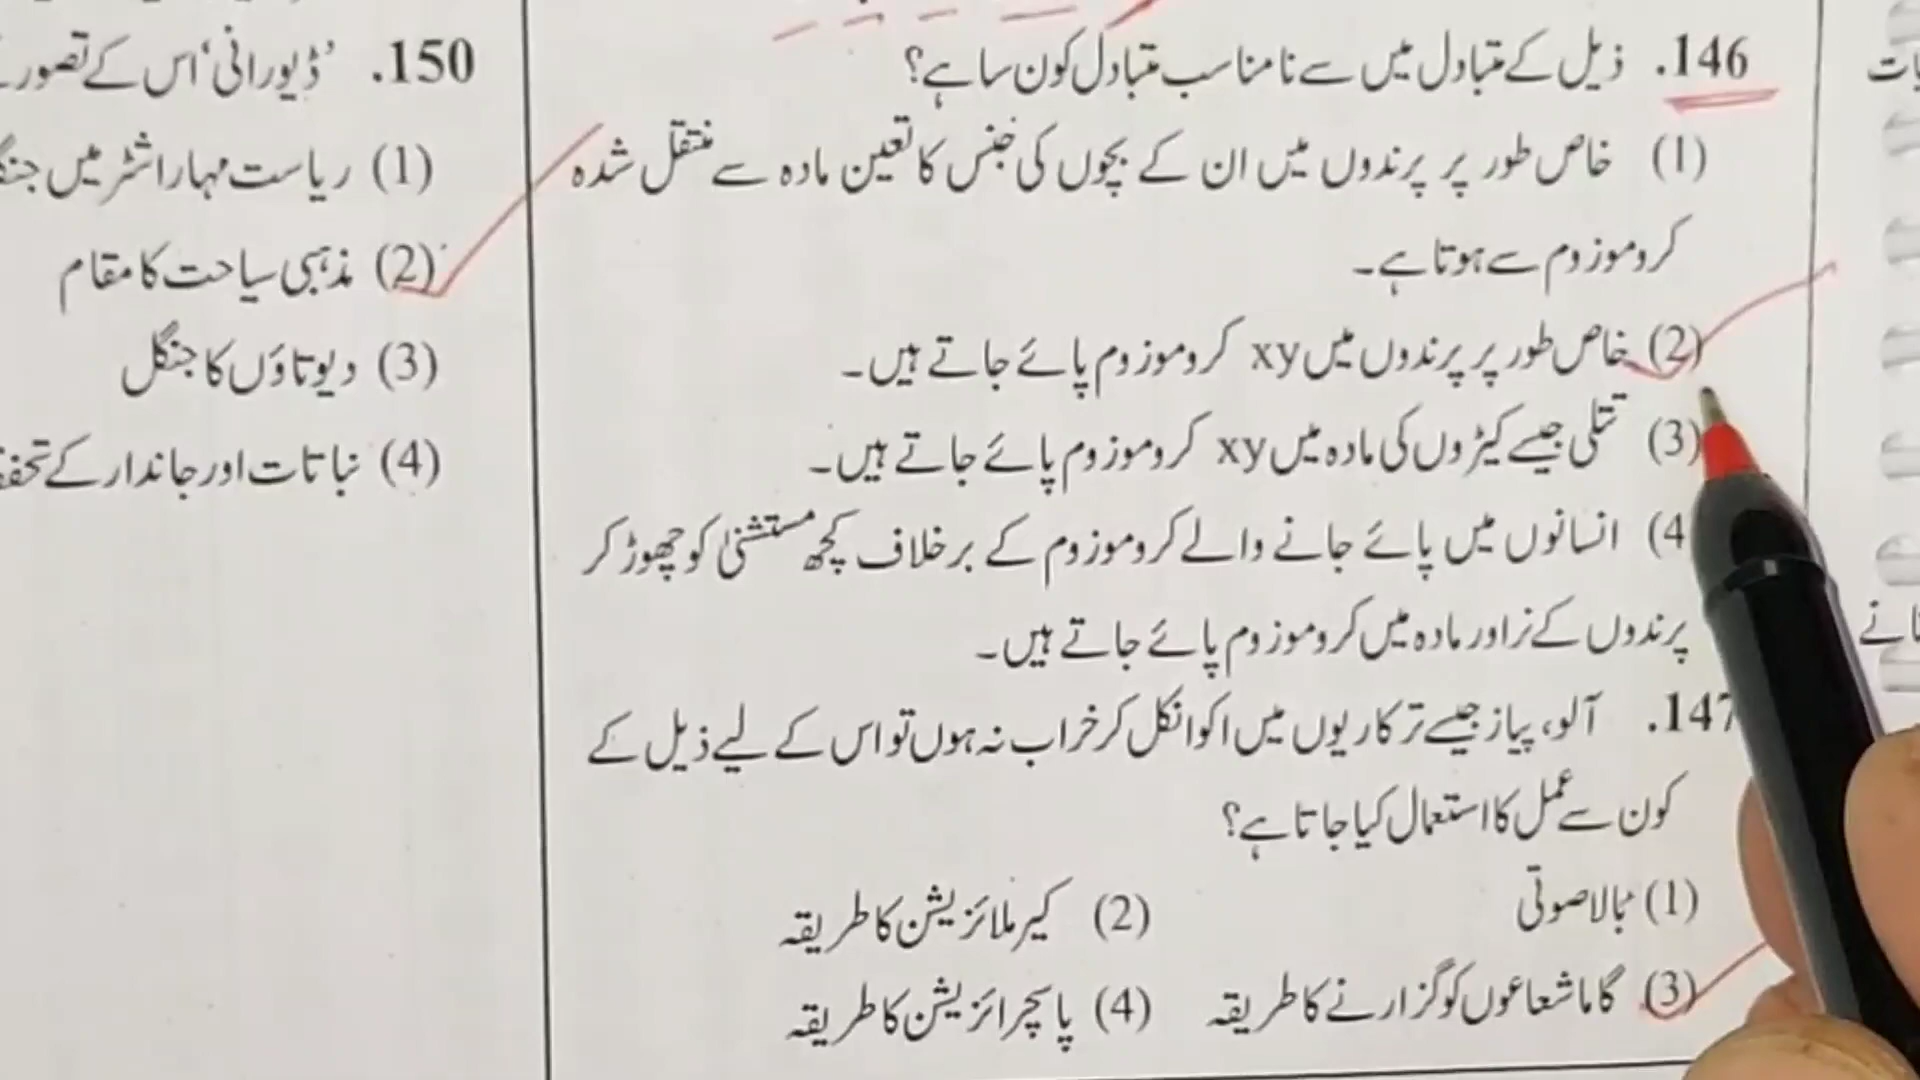 146. ذیل کے متبادل میں سے نا مناسب متبادل کون سا ہے؟
(1) خاص طور پر پرندوں میں ان کے بچوں کی جنس کا تعین مادہ سے منتقل شدہ
کروموزوم سے ہوتا ہے۔
(2) خاص طور پر پرندوں میں xy کروموزوم پائے جاتے ہیں۔
(3) تتلی جیسے کیڑوں کی مادہ میں xy کروموزوم پائے جاتے ہیں۔
(4 انسانوں میں پائے جانے والے کروموزوم کے برخلاف کچھ مستثنیٰ کو چھوڑ کر
پرندوں کے نر اور مادہ میں کروموزوم پائے جاتے ہیں۔
147. آلو، پیاز جیسے ترکاریوں میں اکوا نکل کر خراب نہ ہوں تو اس کے لیے ذیل کے
کون سے عمل کا استعمال کیا جاتا ہے؟
(1) بالا صوتی (2) کیرملائزیشن کا طریقہ
(3) گاما شعاعوں کو گزارنے کا طریقہ (4) پاسچرائزیشن کا طریقہ
150. ’ڈیورائی‘ اس کے تصور
(1) ریاست مہاراشٹر میں
(2) مذہبی سیاحت کا مقام
(3) دیوتاؤں کا جنگل
(4) نباتات اور جاندار کے